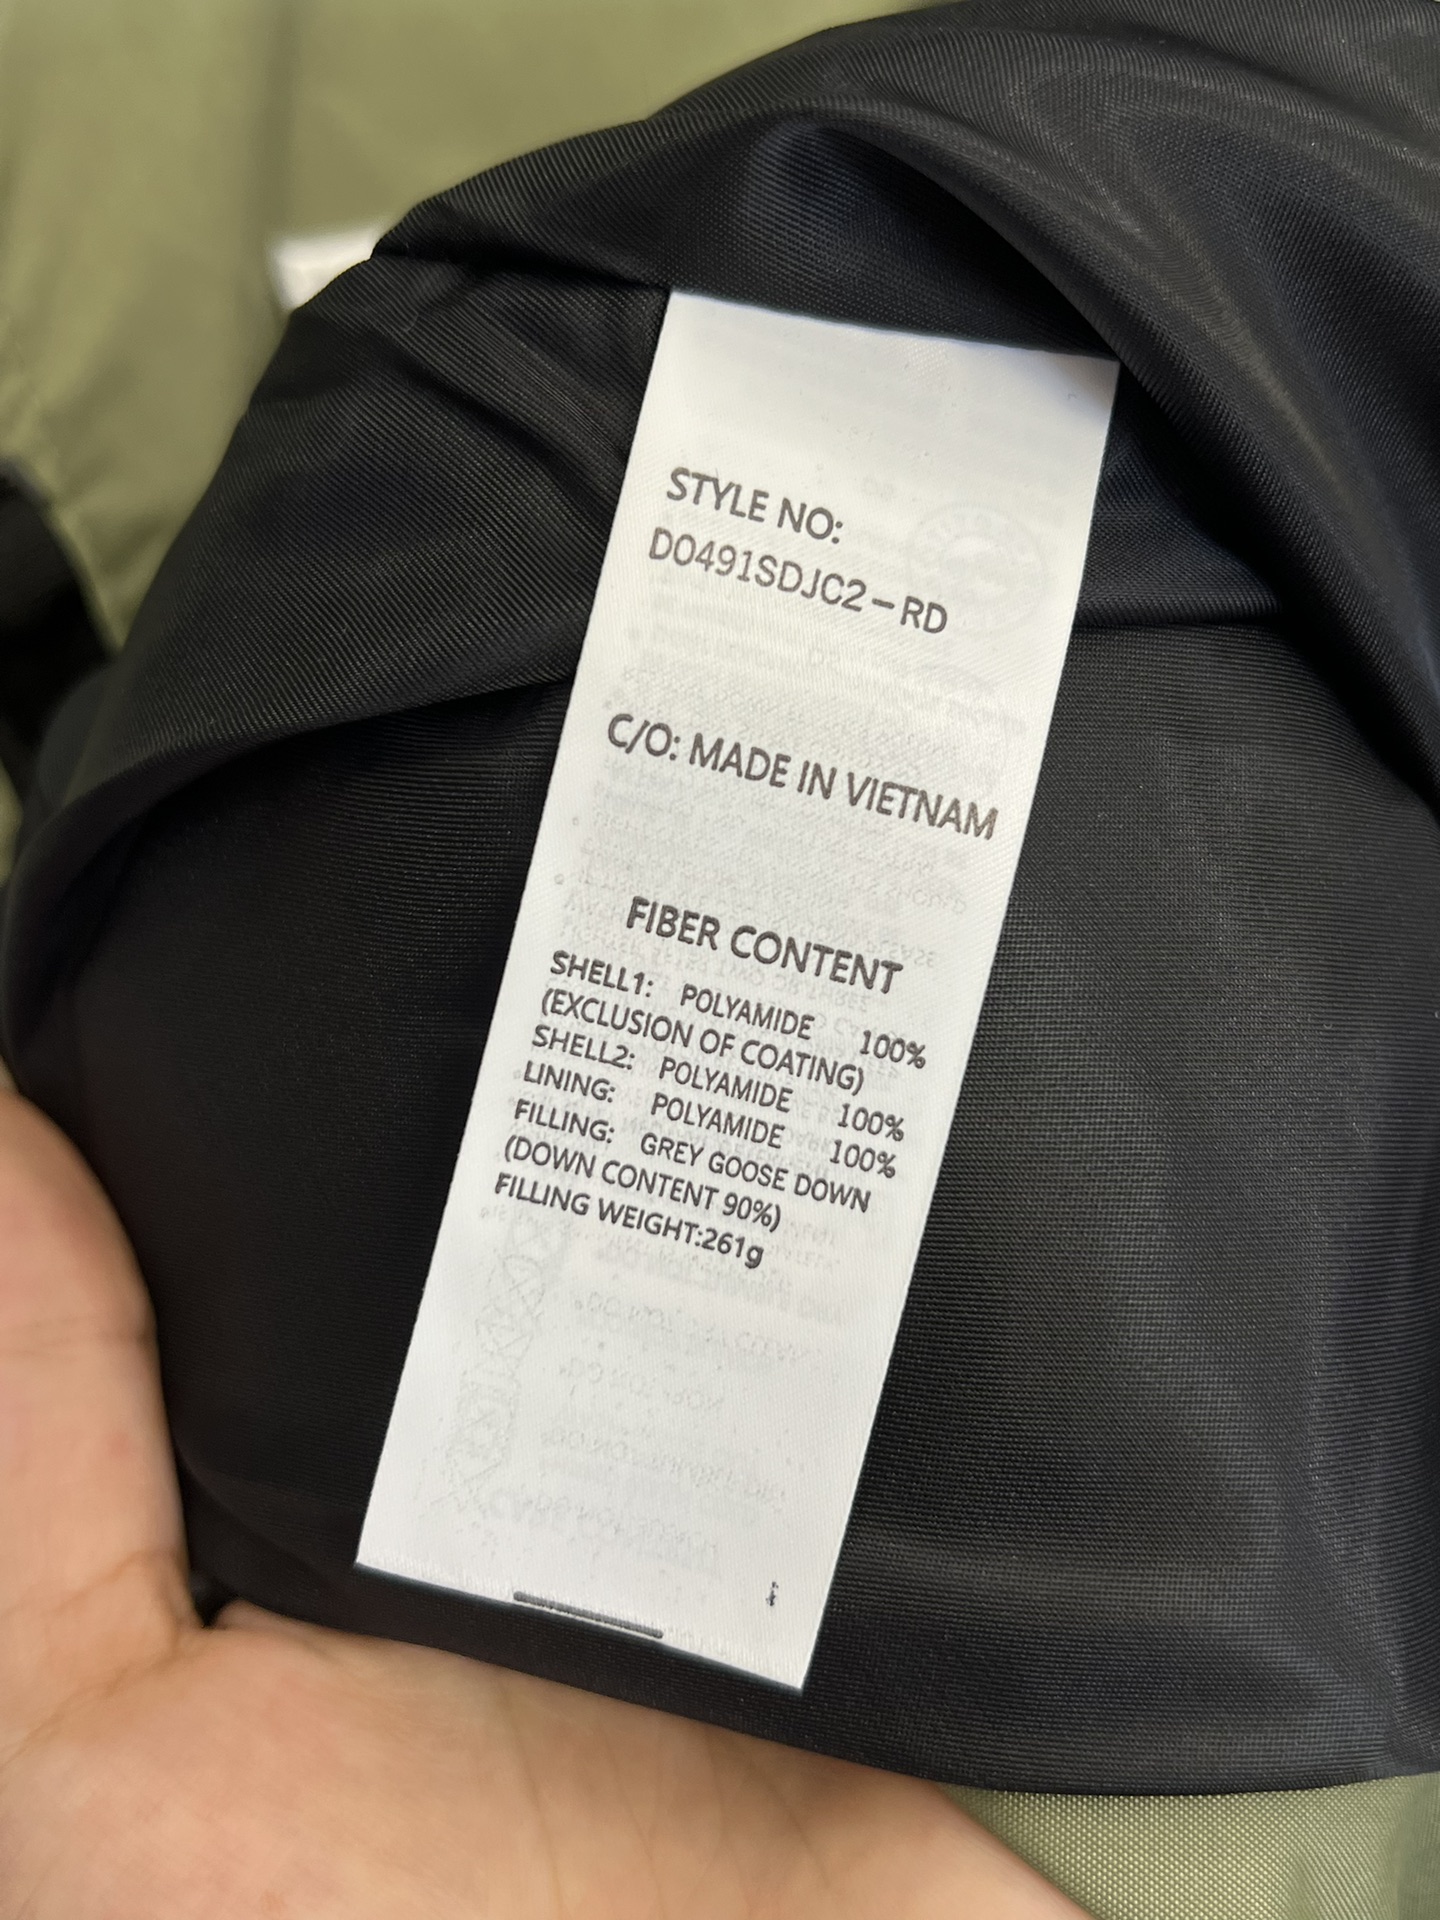 STYLE NO:
D0491SDJC2-RD
C/O: MADE IN VIETNAM
FIBER CONTENT
SHELL1: POLYAMIDE 100%
(EXCLUSION OF COATING)
SHELL2: POLYAMIDE 100%
LINING: POLYAMIDE 100%
FILLING: GREY GOOSE DOWN
(DOWN CONTENT 90%)
FILLING WEIGHT:261g